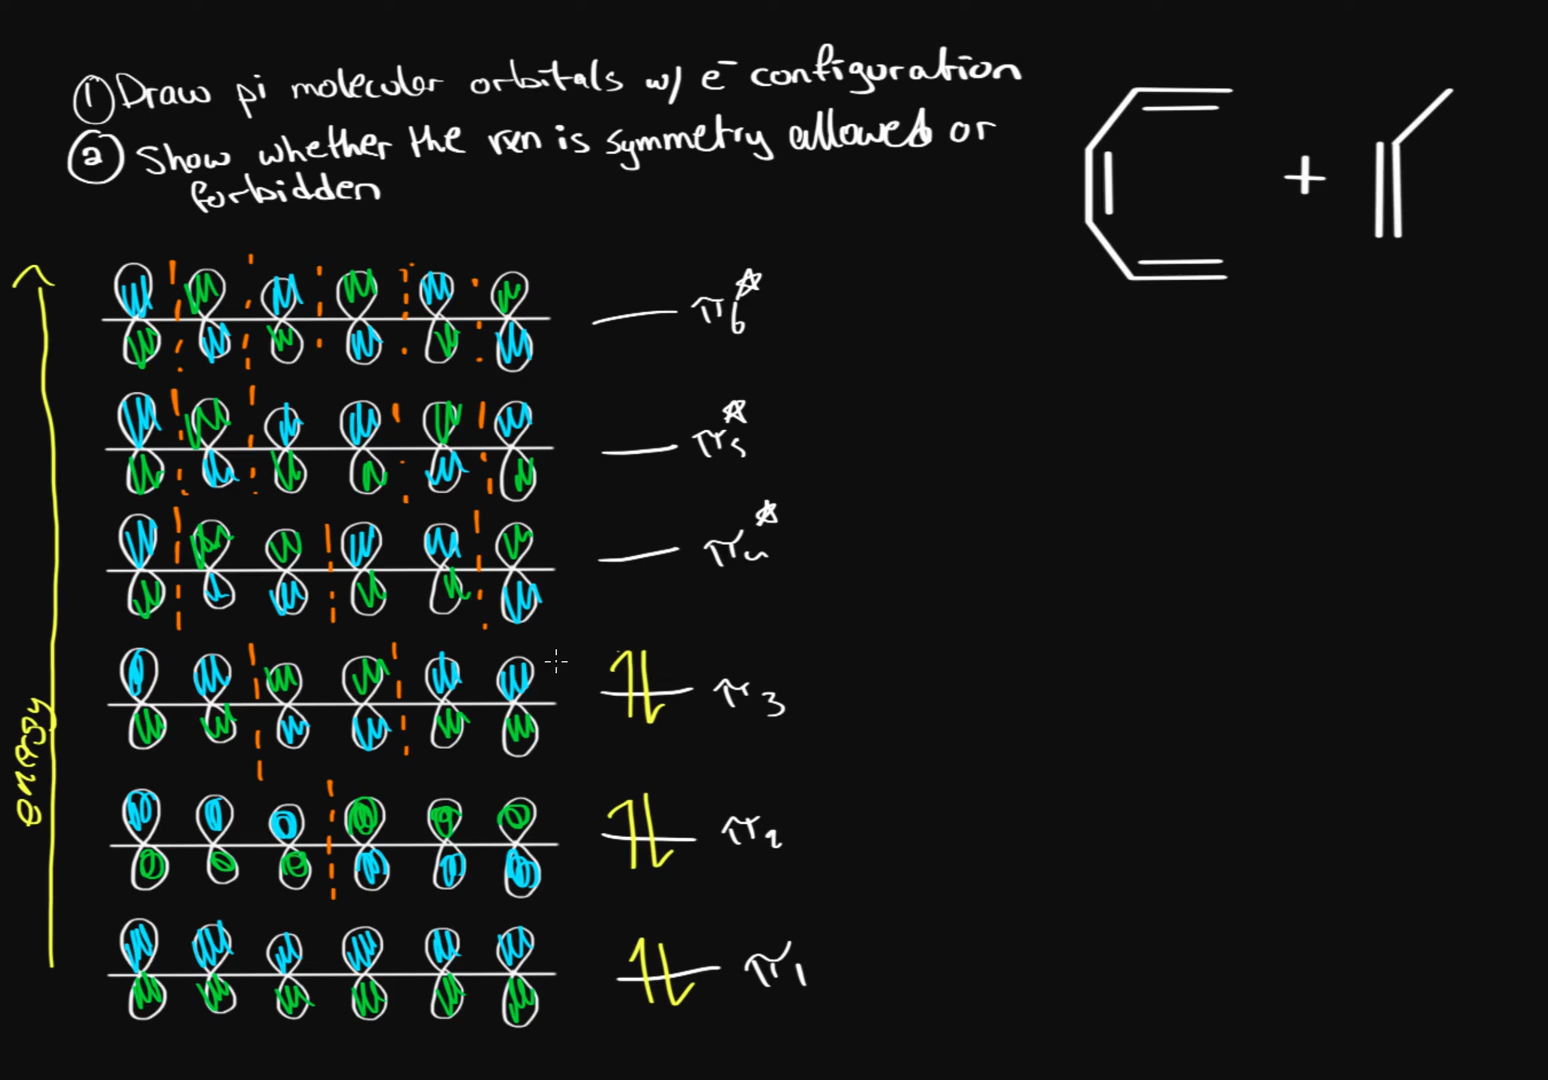 ① Draw pi molecular orbitals w/ e⁻ configuration
② Show whether the rxn is symmetry allowed or
forbidden
+
energy
π6*
π5*
π4*
π3
π2
π1